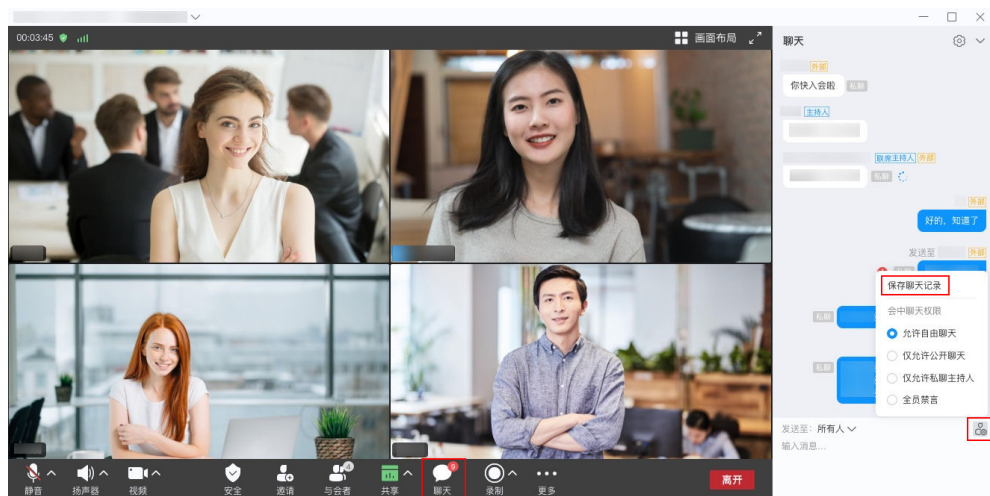 00:03:45
画面布局
聊天
外部
你快入会啦 私聊
主持人
联席主持人 外部
私聊
外部
好的，知道了
发送至 外部
保存聊天记录
会中聊天权限
私聊
允许自由聊天
仅允许公开聊天
私聊
仅允许私聊主持人
全员禁言
发送至：所有人
输入消息...
4
9
静音
扬声器
视频
安全
邀请
与会者
共享
聊天
录制
更多
离开